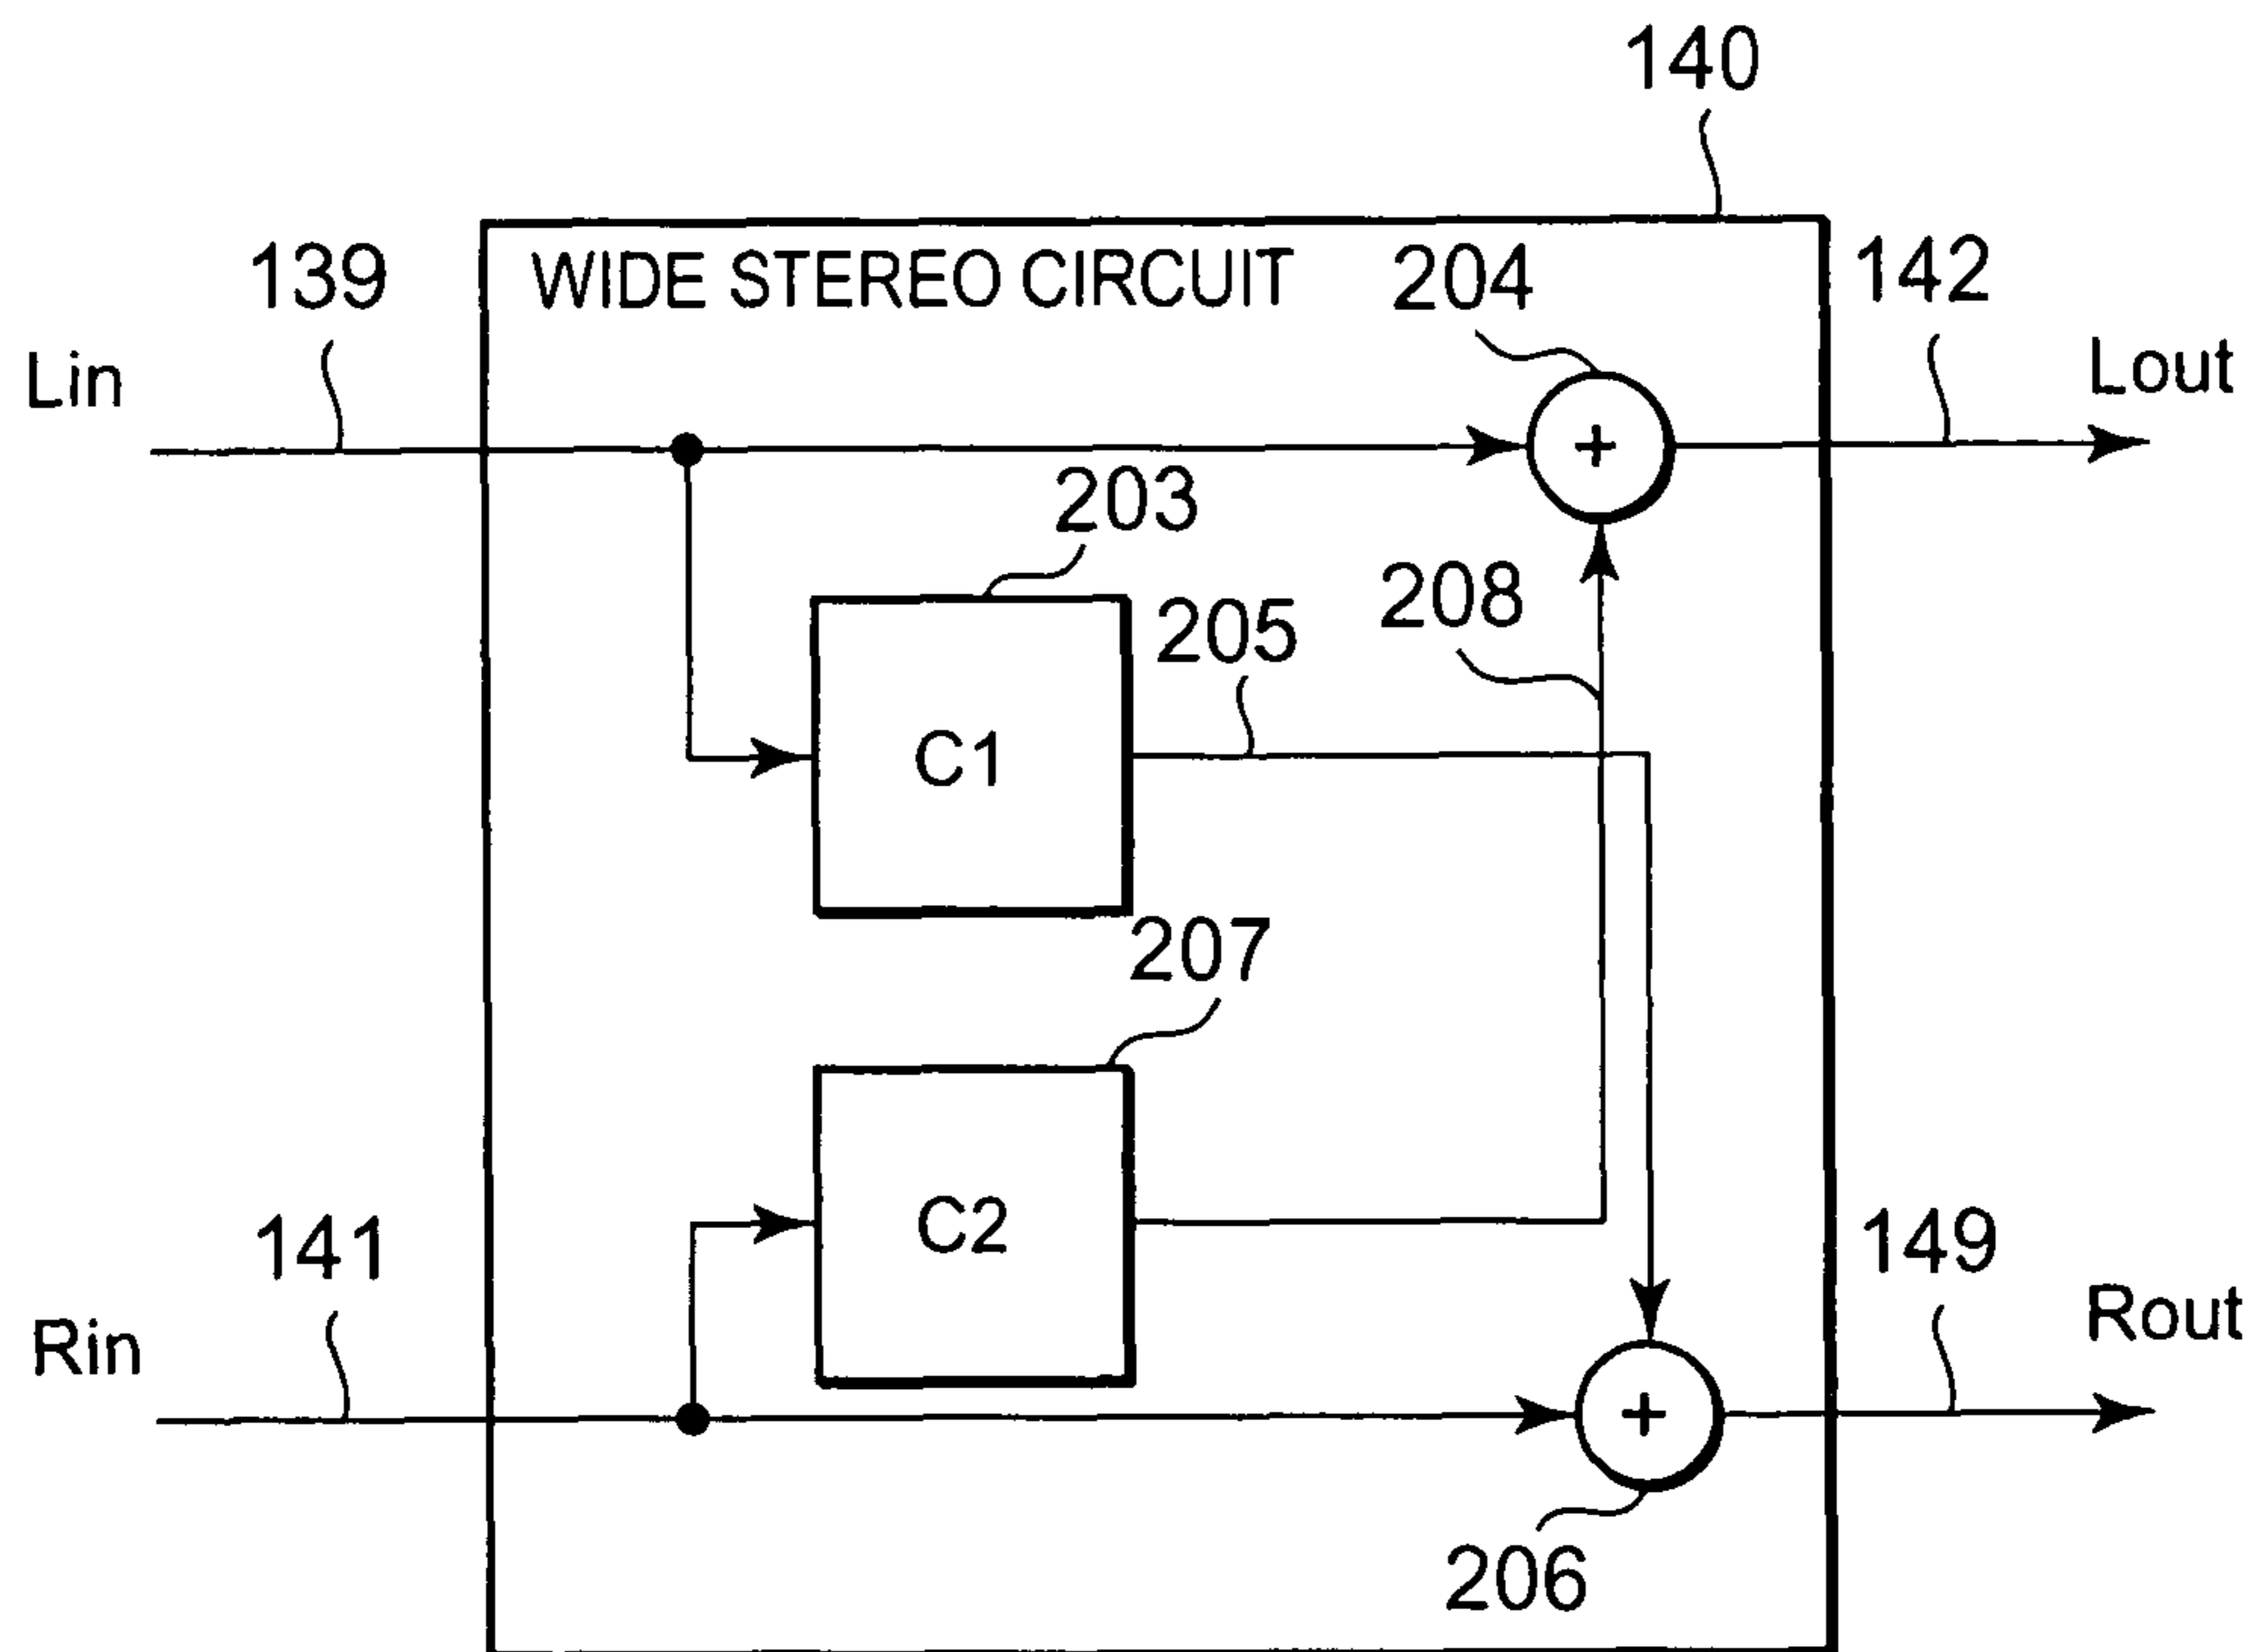 140
139
WIDE STEREO CIRCUIT
204
142
Lin
Lout
203
208
205
C1
207
C2
141
149
Rin
Rout
206